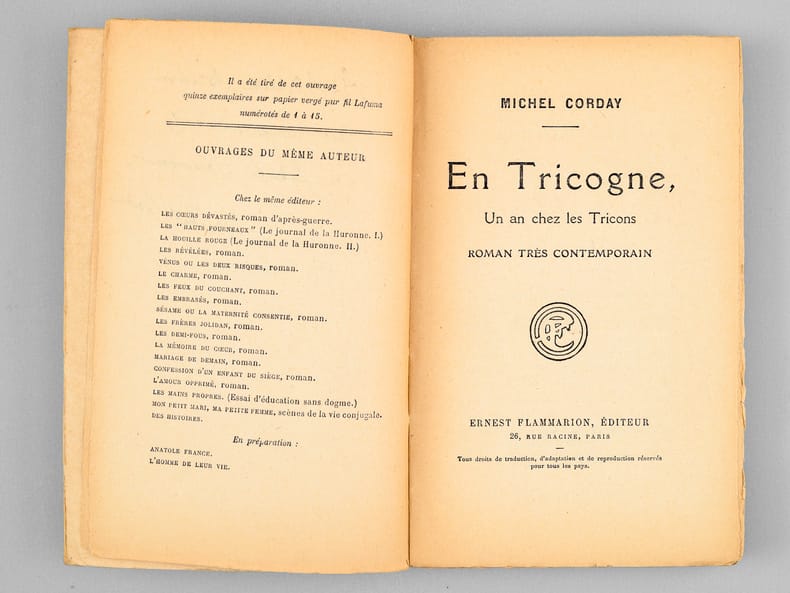 Il a été tiré de cet ouvrage
quinze exemplaires sur papier vergé pur fil Lafuma
numérotés de 1 à 15.
OUVRAGES DU MÊME AUTEUR
Chez le même éditeur :
LES CŒURS DÉVASTÉS, roman d'après-guerre.
LES "HAUTS FOURNEAUX" (Le journal de la Huronne. I.)
LA HOUILLE ROUGE (Le journal de la Huronne. II.)
LES RÉVÉLÉES, roman.
VÉNUS OU LES DEUX RISQUES, roman.
LE CHARME, roman.
LES FEUX DU COUCHANT, roman.
LES EMBRASÉS, roman.
SÉSAME OU LA MATERNITÉ CONSENTIE, roman.
LES FRÈRES JOLIDAN, roman.
LES DEMI-FOUS, roman.
LA MÉMOIRE DU CŒUR, roman.
MARIAGE DE DEMAIN, roman.
CONFESSION D'UN ENFANT DU SIÈGE, roman.
L'AMOUR OPPRIMÉ, roman.
LES MAINS PROPRES. (Essai d'éducation sans dogme.)
MON PETIT MARI, MA PETITE FEMME, scènes de la vie conjugale.
DES HISTOIRES.
En préparation :
ANATOLE FRANCE.
L'HOMME DE LEUR VIE.
MICHEL CORDAY
En Tricogne,
Un an chez les Tricons
ROMAN TRÈS CONTEMPORAIN
ERNEST FLAMMARION, ÉDITEUR
26, RUE RACINE, PARIS
Tous droits de traduction, d'adaptation et de reproduction réservés
pour tous les pays.